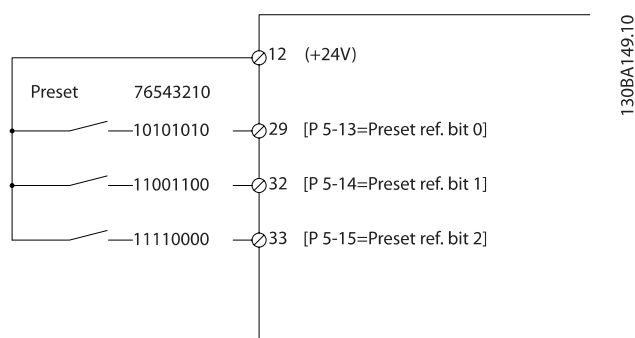 12 (+24V)
Preset 76543210
10101010 29 [P 5-13=Preset ref. bit 0]
11001100 32 [P 5-14=Preset ref. bit 1]
11110000 33 [P 5-15=Preset ref. bit 2]
130BA149.10